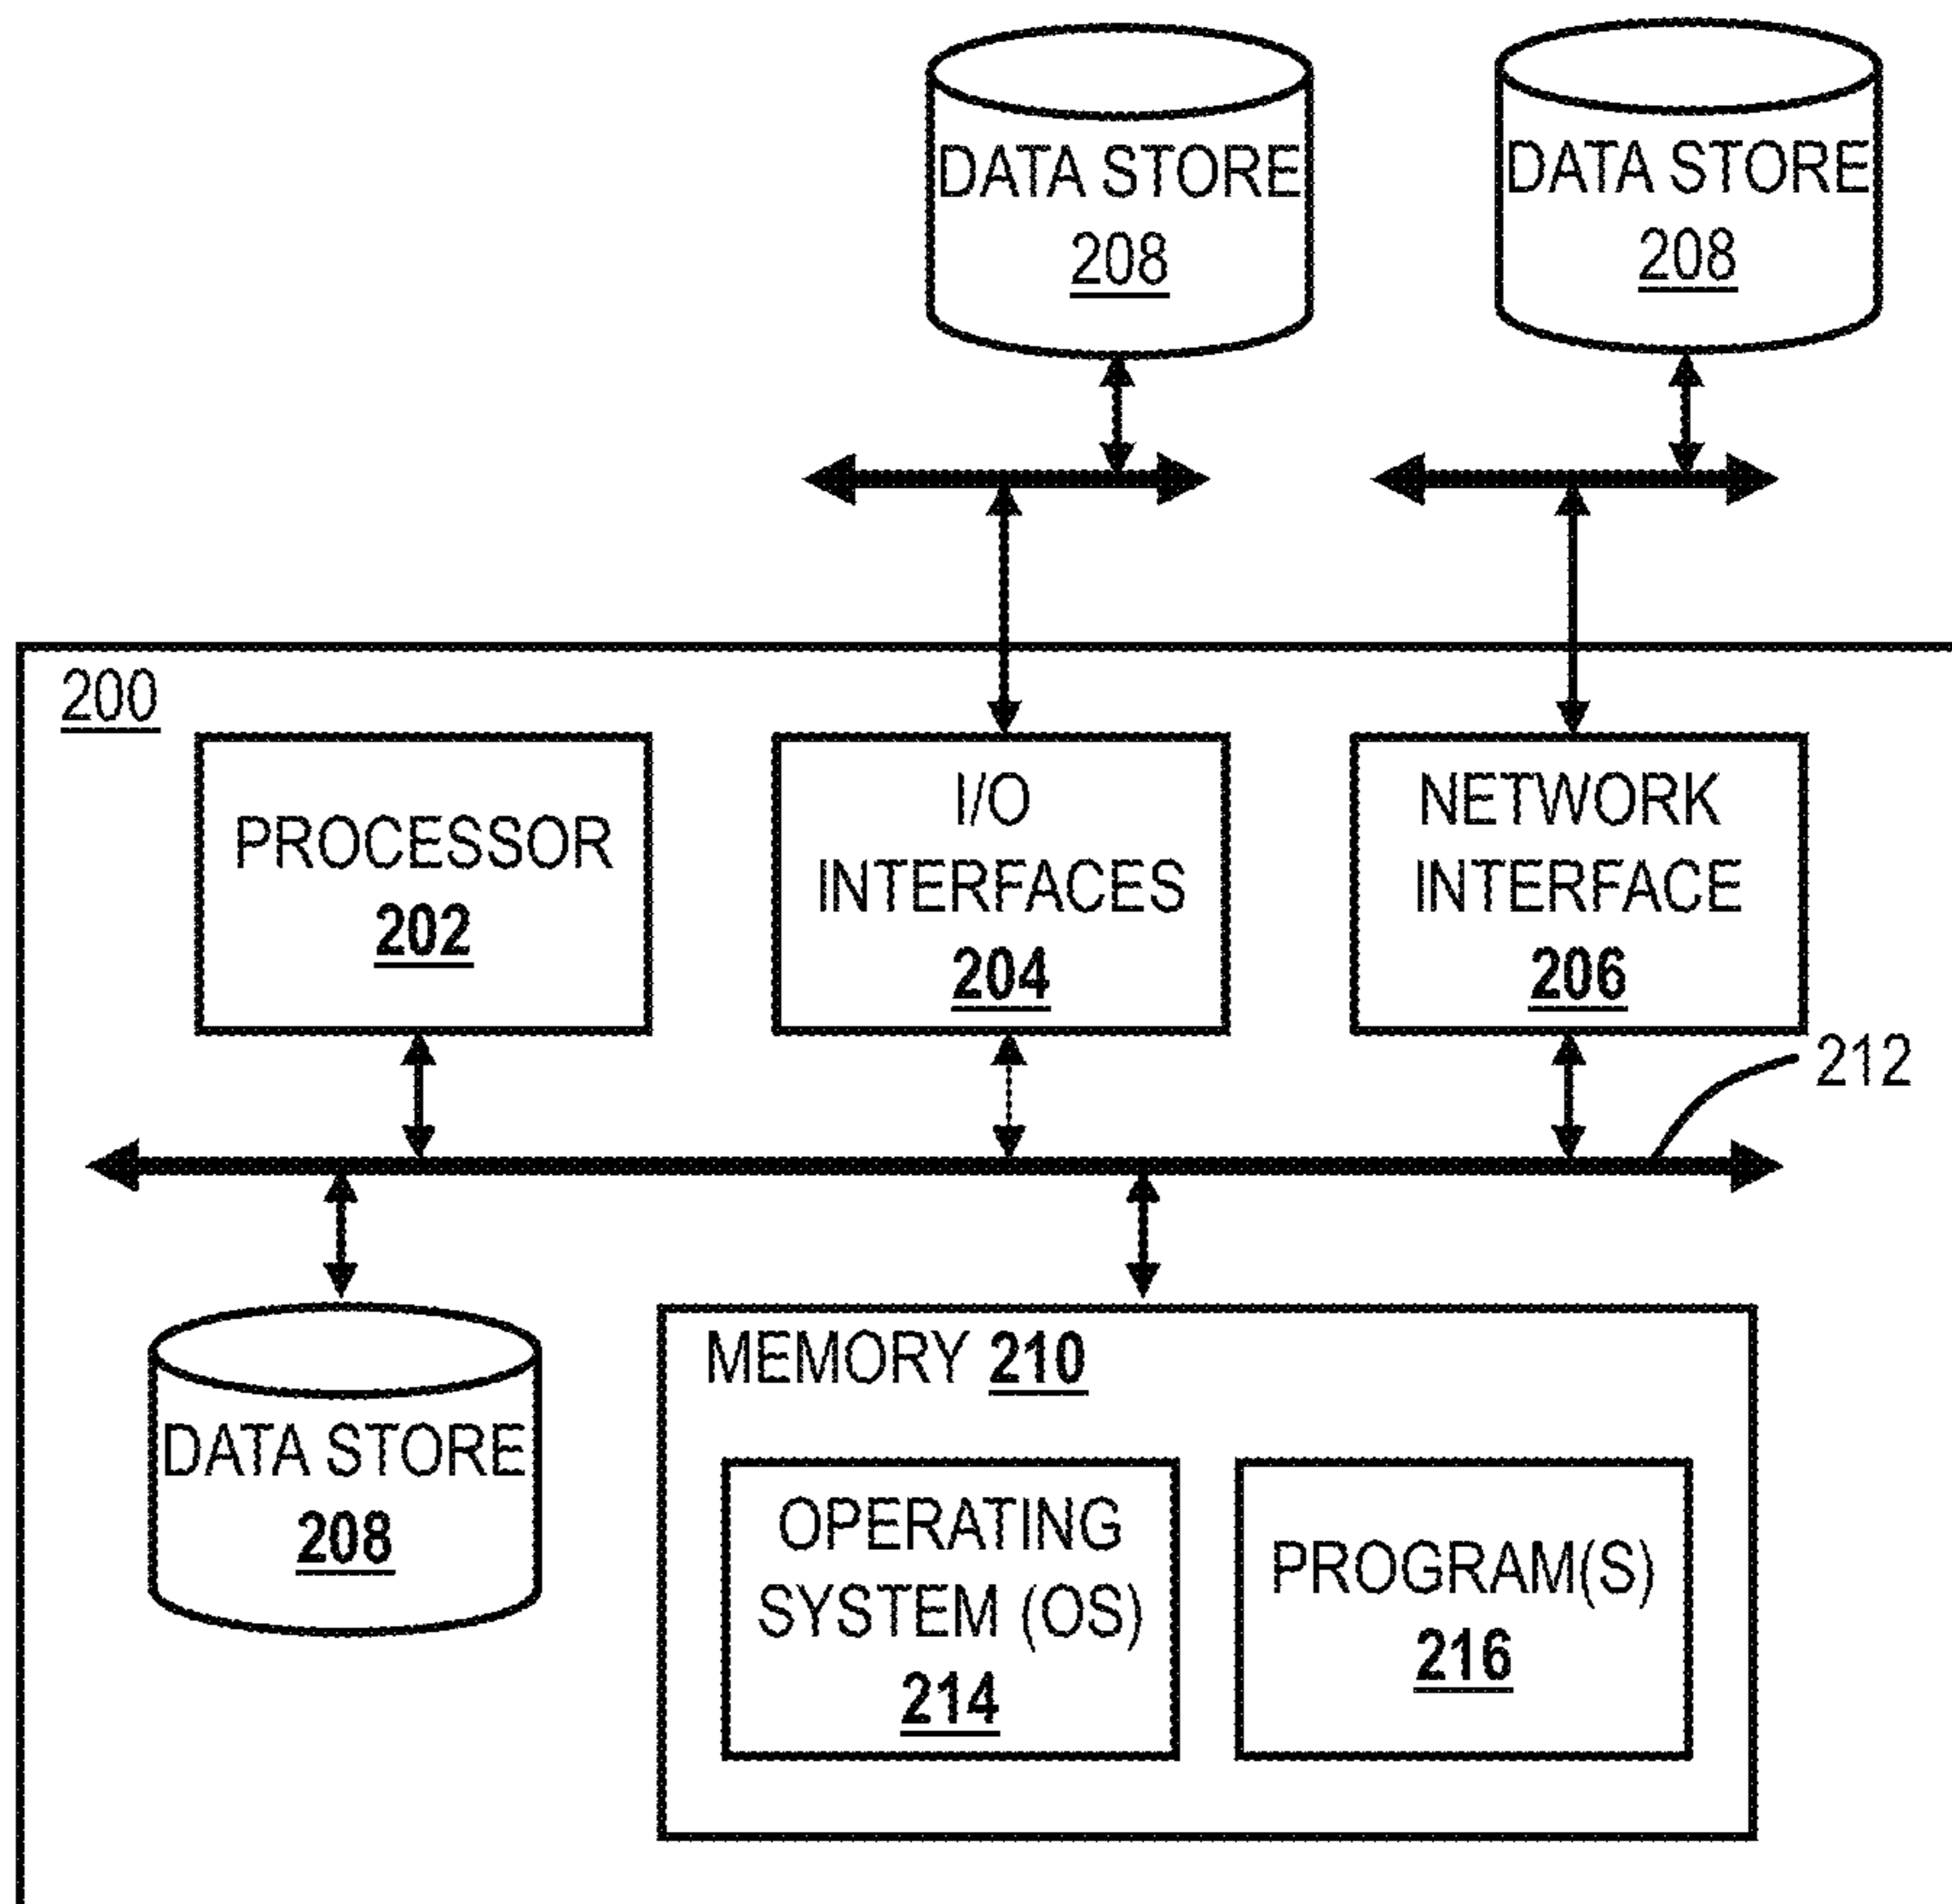 DATA STORE
208
DATA STORE
208
200
PROCESSOR
202
I/O
INTERFACES
204
NETWORK
INTERFACE
206
212
DATA STORE
208
MEMORY 210
OPERATING
SYSTEM (OS)
214
PROGRAM(S)
216